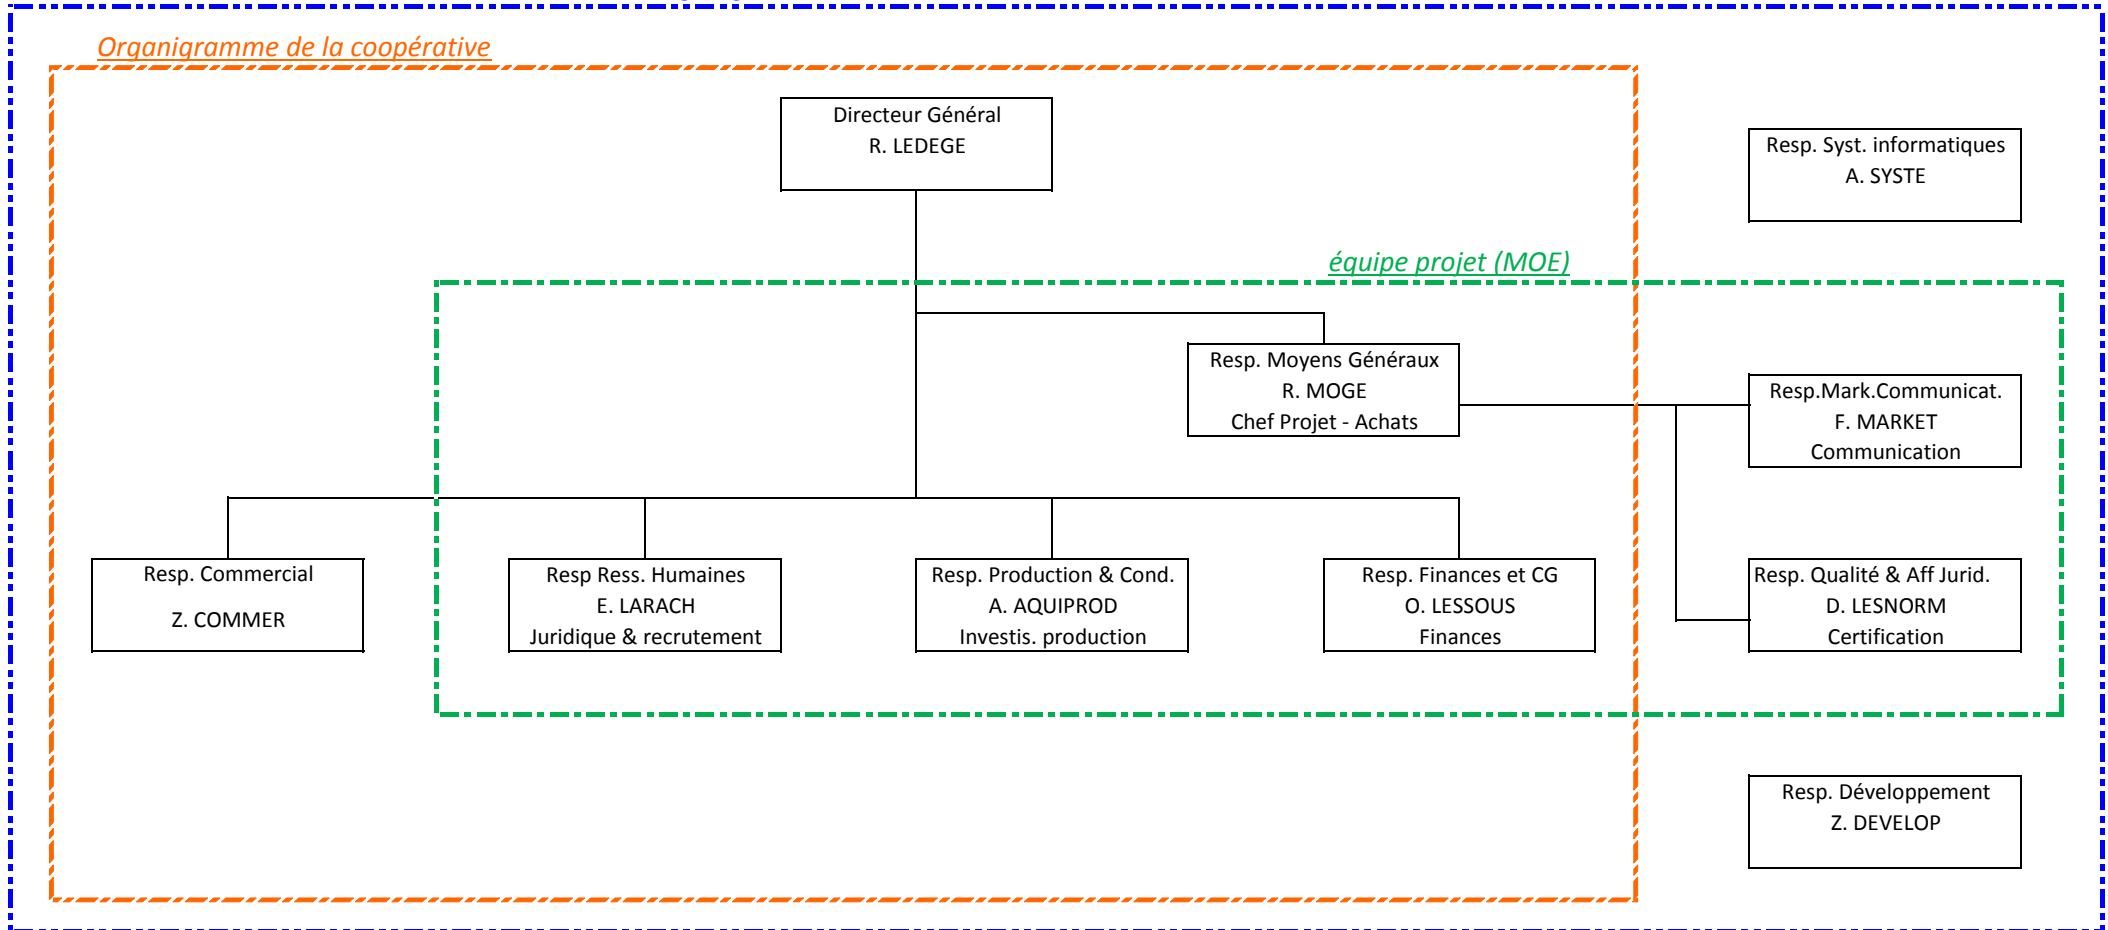 Organigramme de la coopérative
Directeur Général
R. LEDEGE
Resp. Syst. informatiques
A. SYSTE
équipe projet (MOE)
Resp. Moyens Généraux
R. MOGE
Chef Projet - Achats
Resp.Mark.Communicat.
F. MARKET
Communication
Resp. Commercial
Z. COMMER
Resp Ress. Humaines
E. LARACH
Juridique & recrutement
Resp. Production & Cond.
A. AQUIPROD
Investis. production
Resp. Finances et CG
O. LESSOUS
Finances
Resp. Qualité & Aff Jurid.
D. LESNORM
Certification
Resp. Développement
Z. DEVELOP